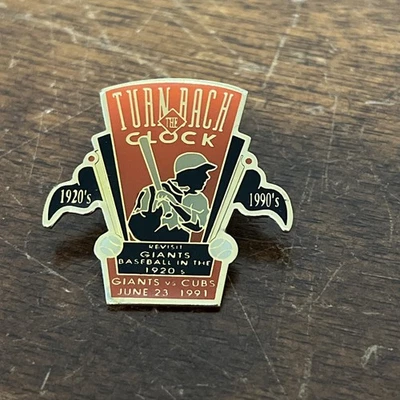 TURN BACK
THE
CLOCK
1920's
1990's
REVISIT
GIANTS
BASEBALL IN THE
1920's
GIANTS vs CUBS
JUNE 23, 1991